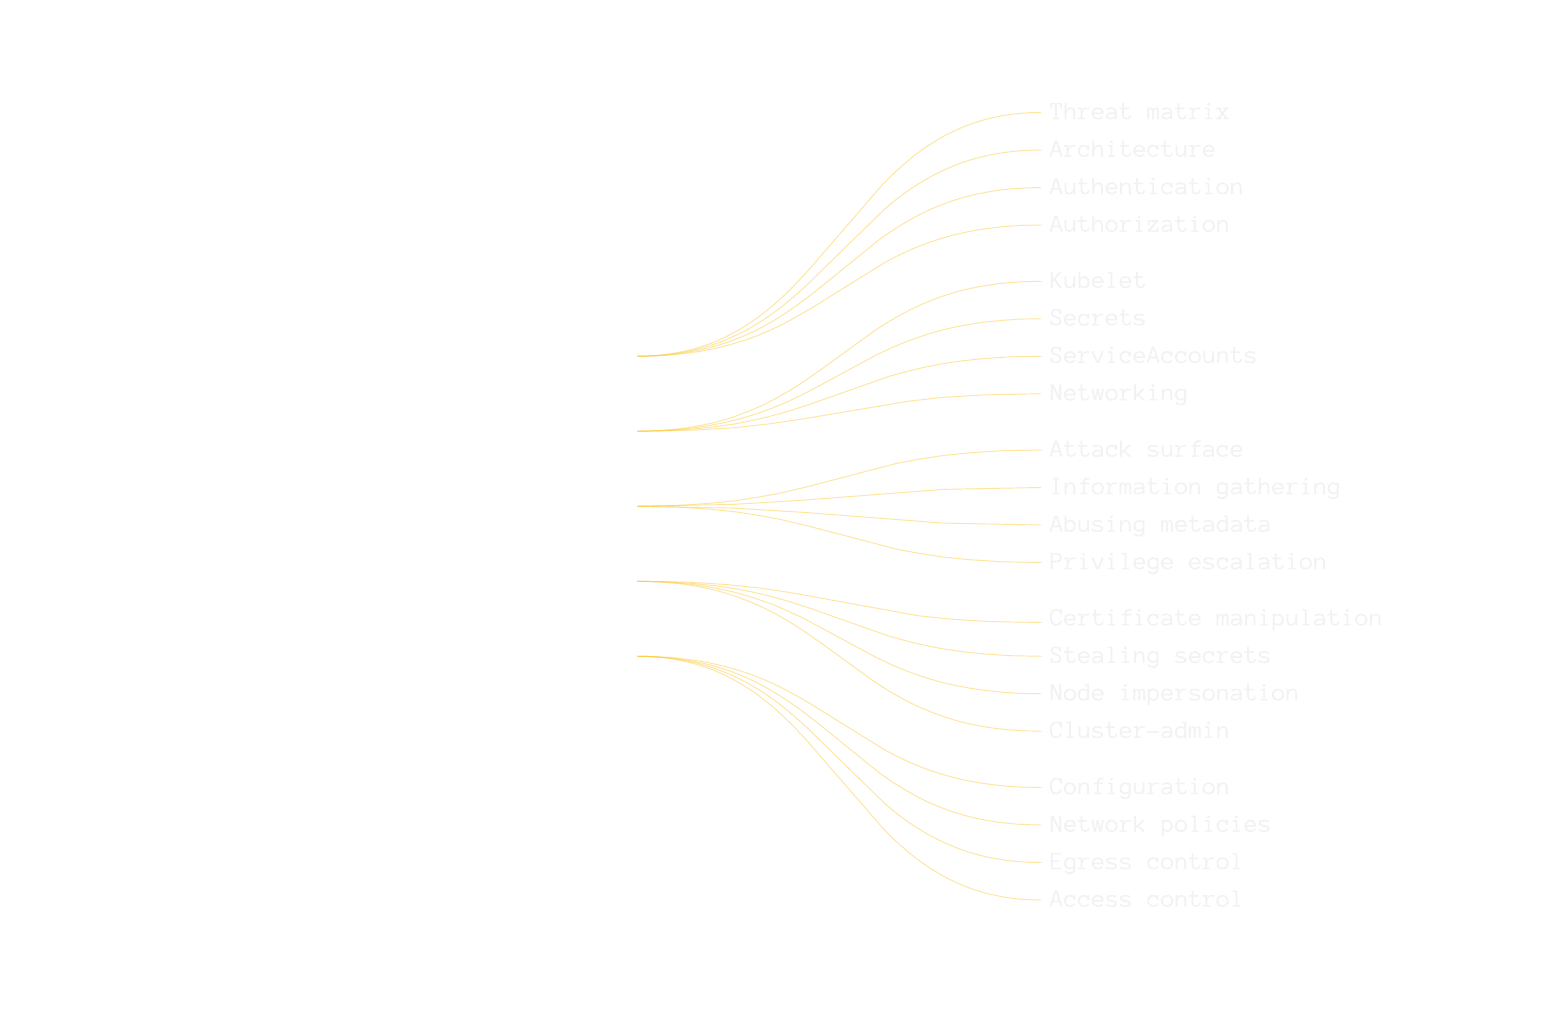 Threat matrix
Architecture
Authentication
Authorization
Kubelet
Secrets
ServiceAccounts
Networking
Attack surface
Information gathering
Abusing metadata
Privilege escalation
Certificate manipulation
Stealing secrets
Node impersonation
Cluster-admin
Configuration
Network policies
Egress control
Access control